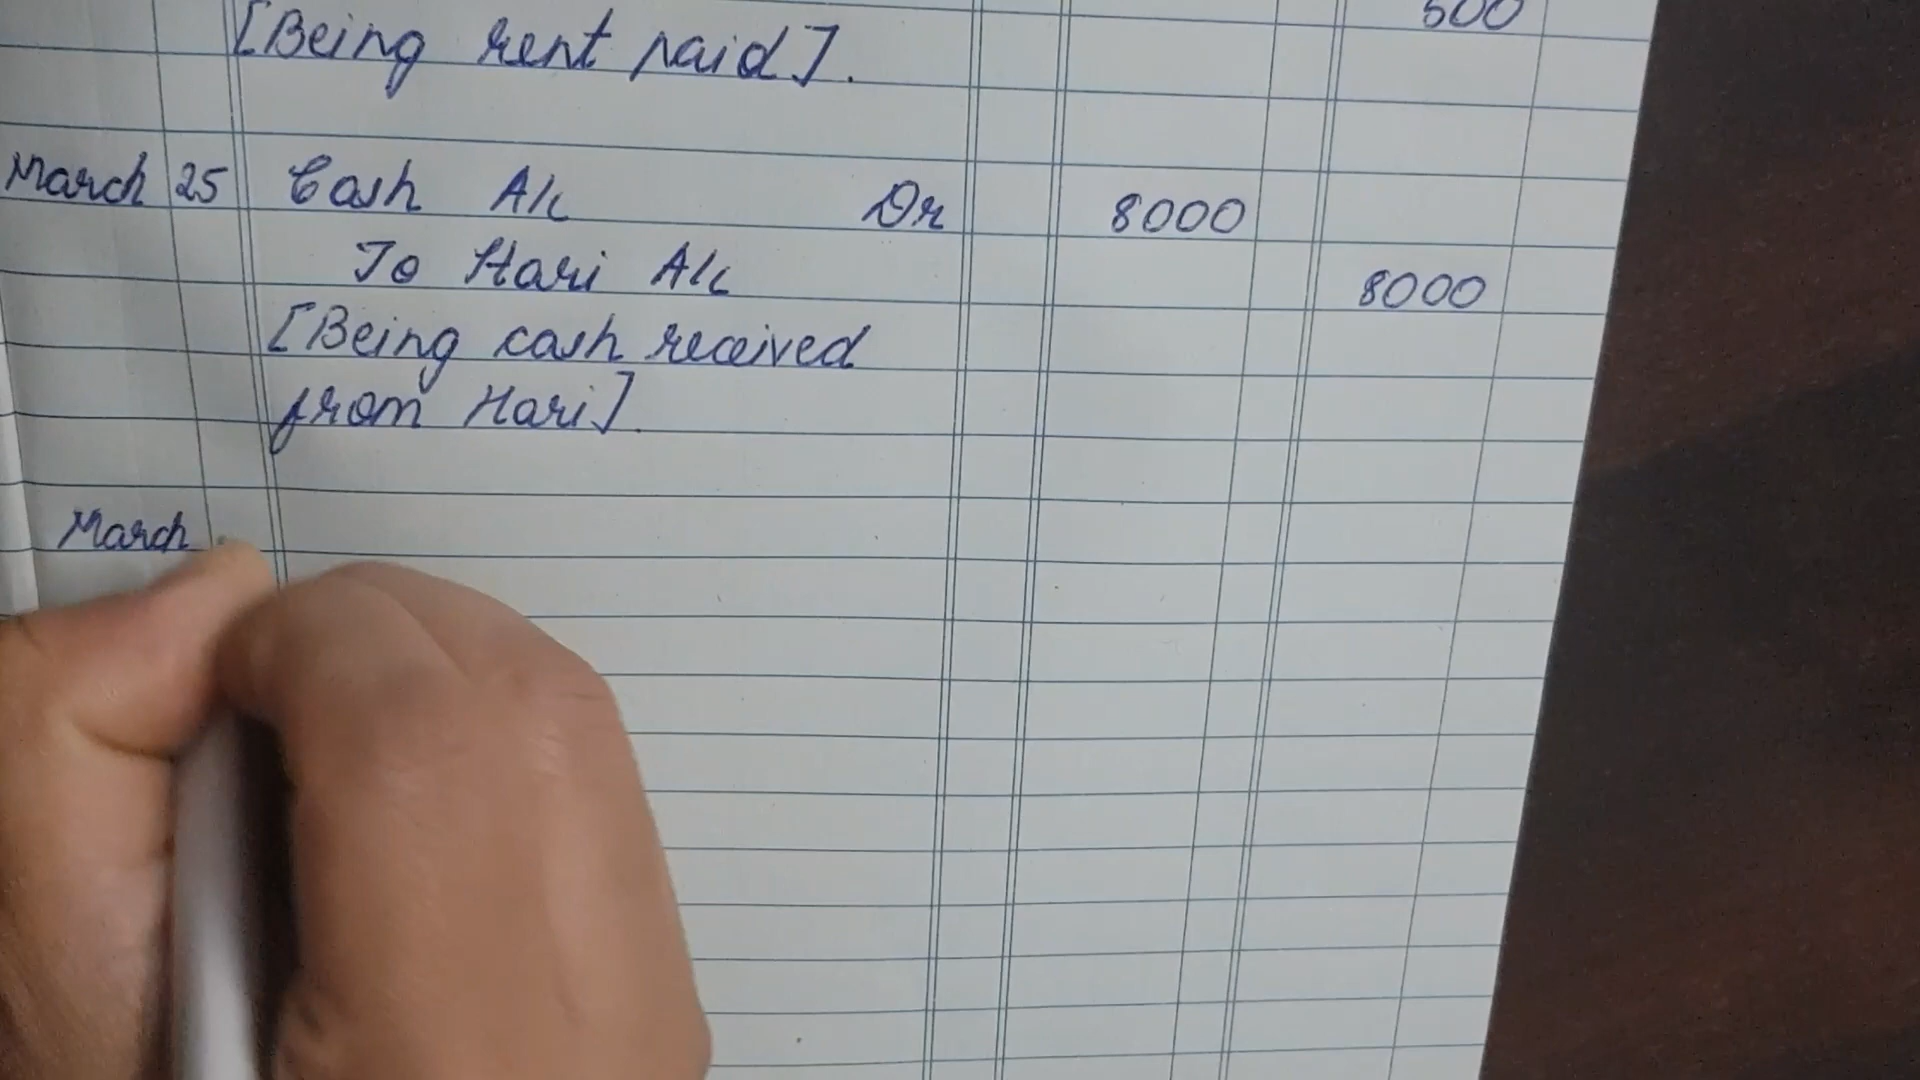 500
[Being rent paid].
March 25 Cash A/c Dr 8000
To Hari A/c 8000
[Being cash received
from Hari].
March